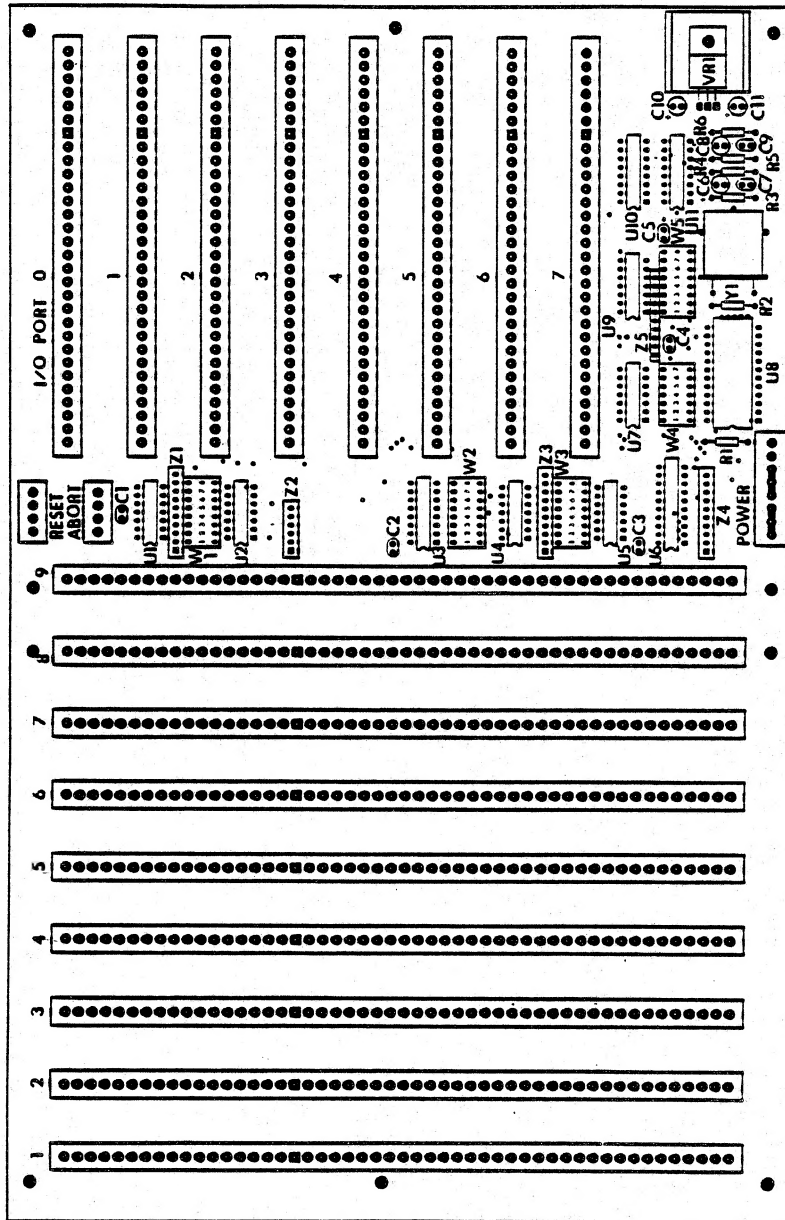 I/O PORT 0
1
2
3
4
5
6
7
VR1
C10
R6
C11
C6
R4
C8
C9
R5
C7
R3
U10
C5
W5
U11
U9
Z5
C4
Y1
R2
U7
W4
U8
R1
RESET
ABORT
C1
U1
Z1
W1
U2
Z2
C2
U3
W2
U4
Z3
W3
U5
C3
U6
Z4
POWER
9
8
7
6
5
4
3
2
1